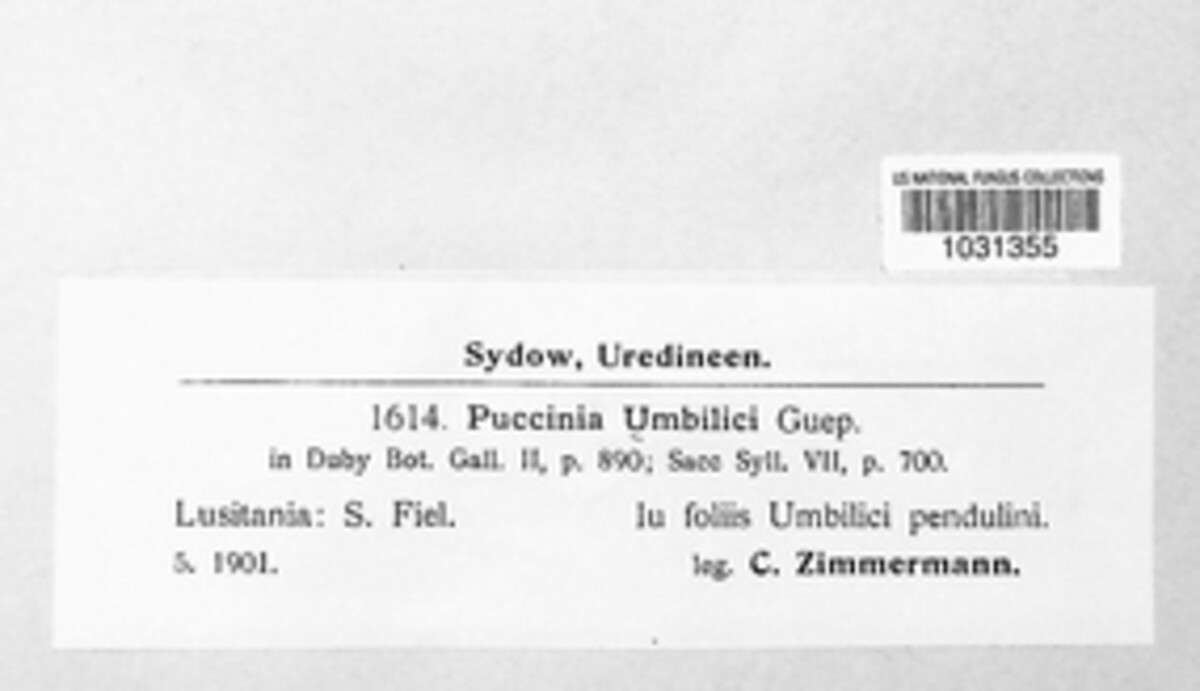 US NATIONAL FUNGUS COLLECTIONS
1031355
Sydow, Uredineen.
1614. Puccinia Umbilici Guep.
in Duby Bot. Gall. II, p. 890; Sacc Syll. VII, p. 700.
Lusitania: S. Fiel. Iu foliis Umbilici pendulini.
5. 1901. leg. C. Zimmermann.